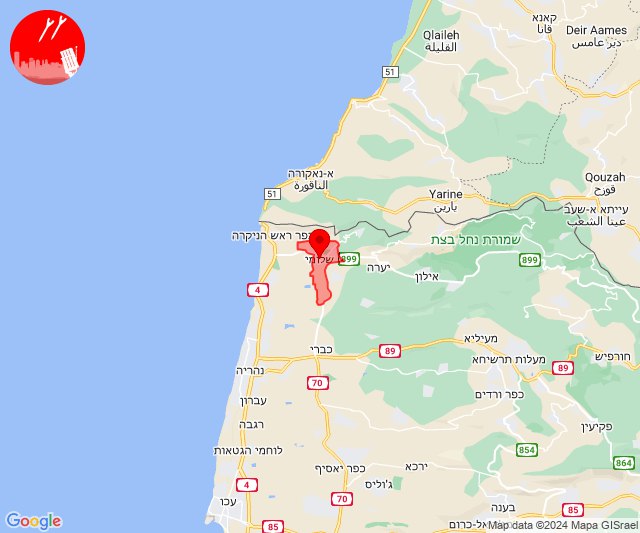 Qlaileh
القليلة
קאנא
قانا
Deir Aames
دير عامس
51
א-נאקורה
الناقورة
51
Yarine
يارين
Qouzah
قوزح
עייתא א-שעב
عيتا الشعب
כפר ראש הניקרה
שמורת נחל בצת
שלומי
899
יערה
אילון
899
4
כברי
89
מעיליא
מעלות תרשיחא
חורפיש
89
נהריה
70
עברון
כפר ורדים
רגבה
פקיעין
לוחמי הגטאות
854
864
כפר יאסיף
ירכא
4
ג'וליס
עכו
70
בענה
85
85
אל-כרום
Google
Map data ©2024 Mapa GISrael